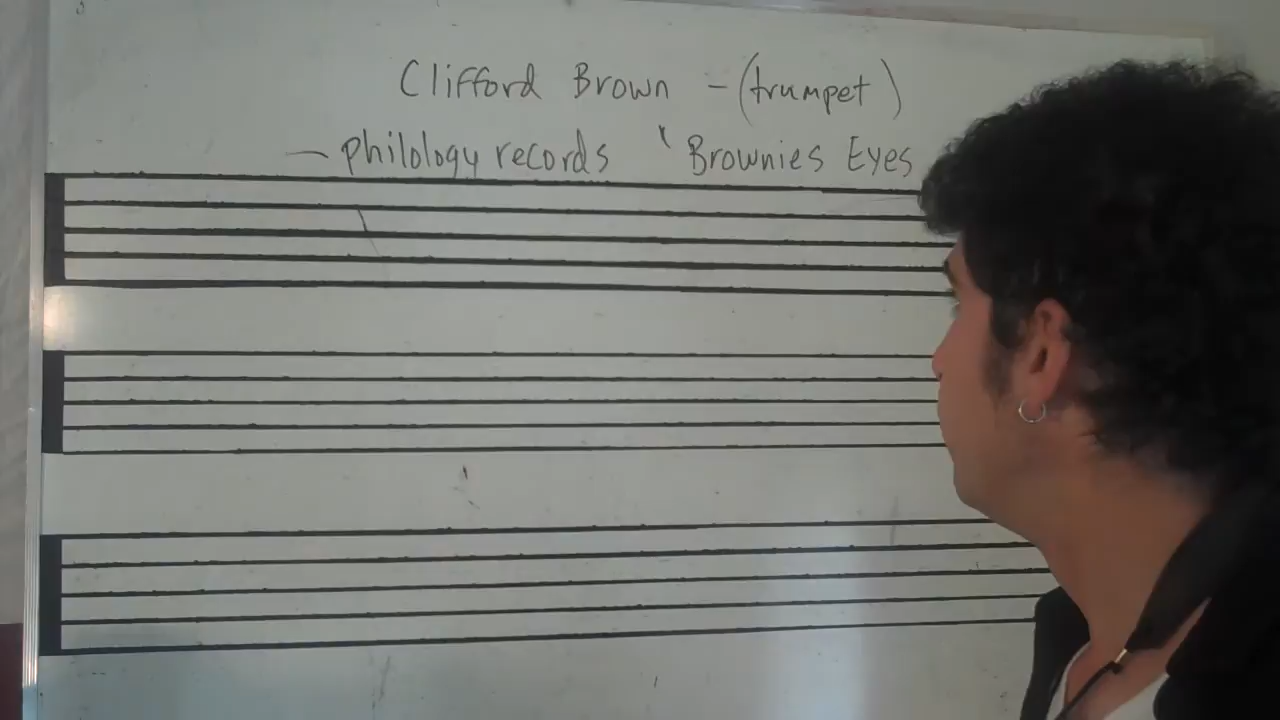 Clifford Brown - (trumpet)
- philology records " Brownies Eyes